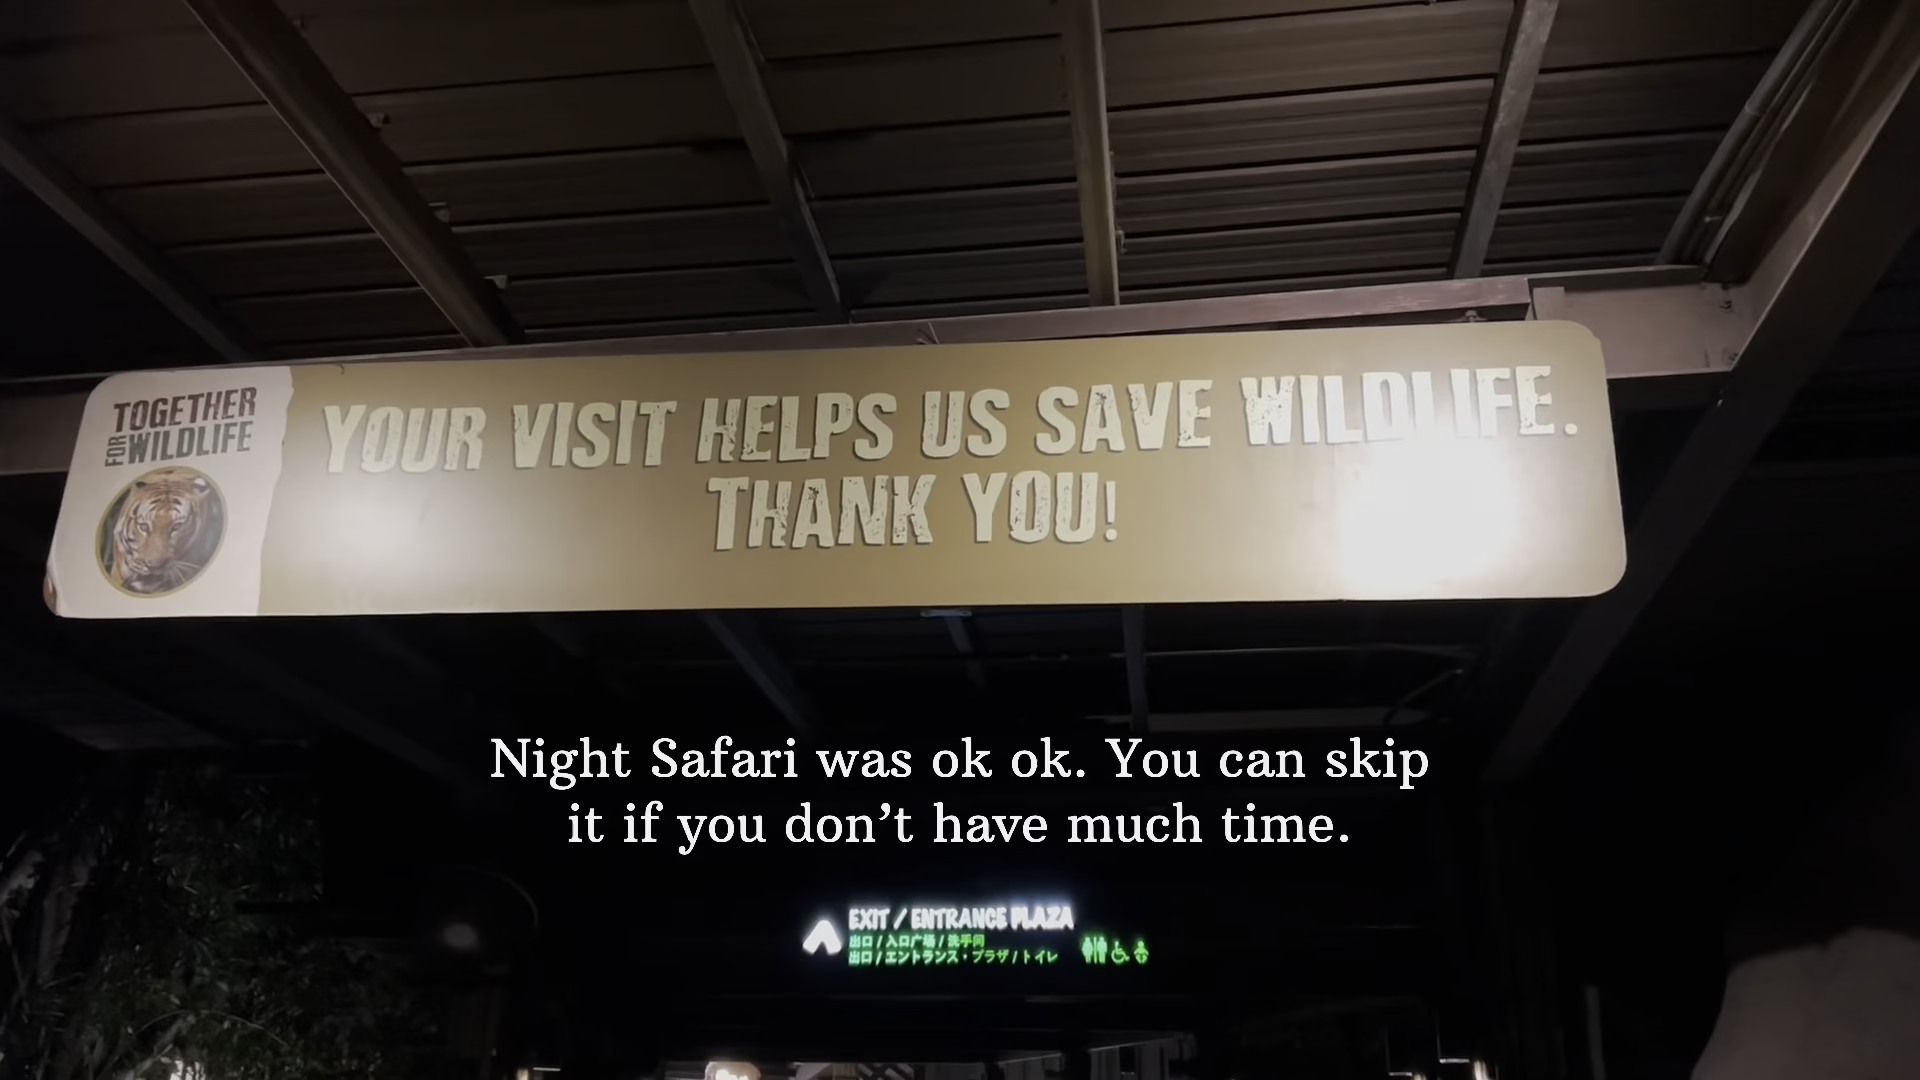 TOGETHER
FOR WILDLIFE
YOUR VISIT HELPS US SAVE WILDLIFE.
THANK YOU!
Night Safari was ok ok. You can skip
it if you don’t have much time.
EXIT / ENTRANCE PLAZA
出口 / 入口广场 / 洗手间
出口 / エントランス・プラザ / トイレ